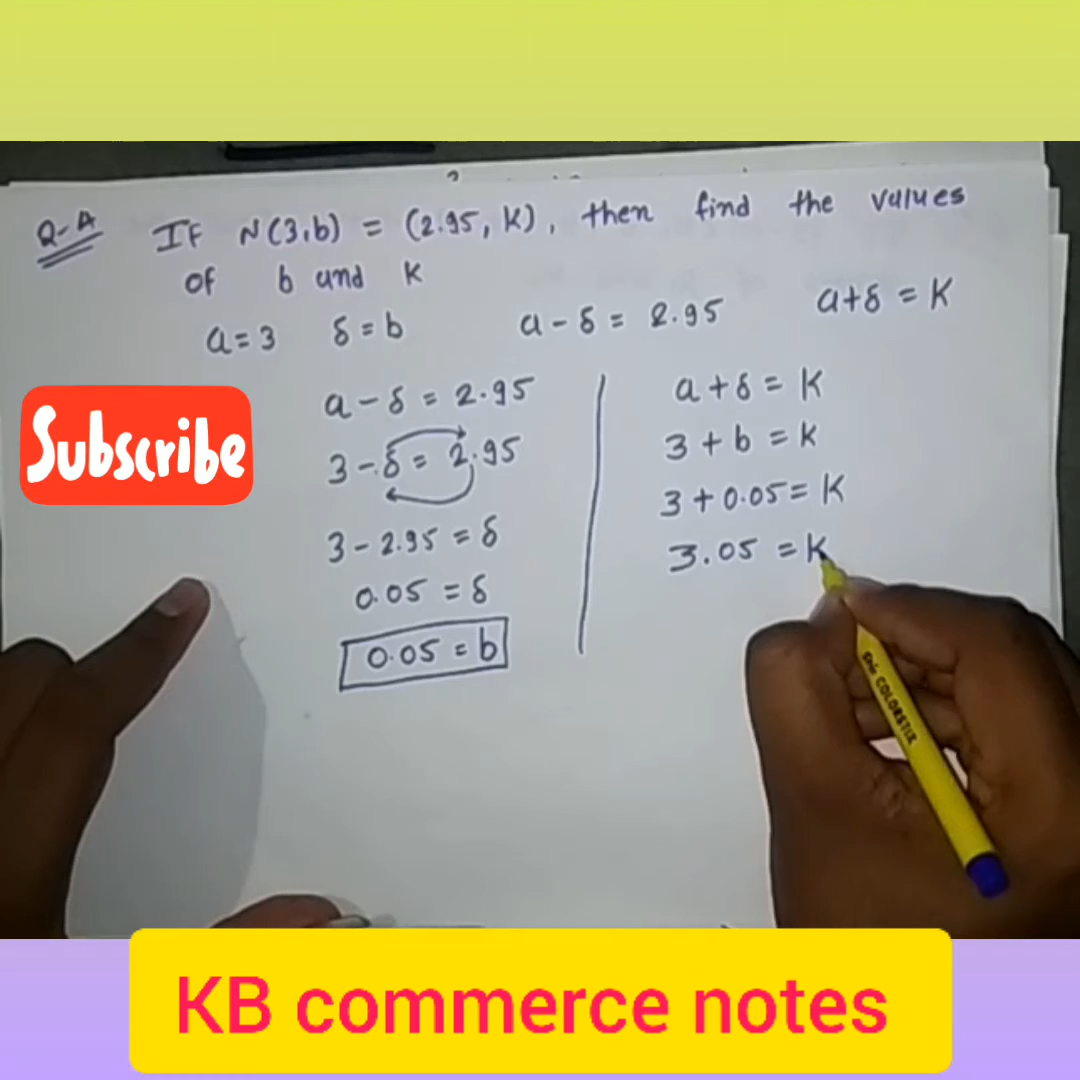 Q-A If N(3,b) = (2.95, K), then find the values
of b and K
a=3 δ=b a-δ = 2.95 a+δ = K
a-δ = 2.95
3-δ = 2.95
3-2.95 = δ
0.05 = δ
0.05 = b
a+δ = K
3+b = K
3+0.05 = K
3.05 = K
Subscribe
COLORSTIX
KB commerce notes